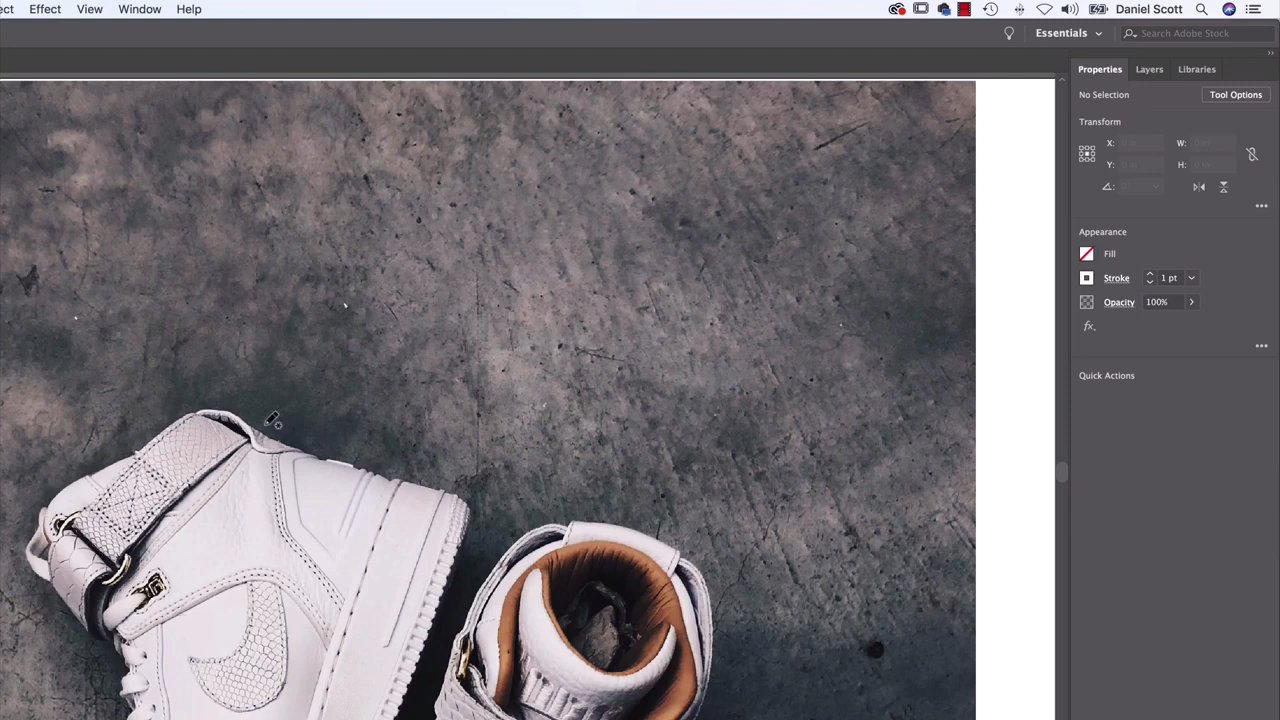 ect Effect View Window Help Daniel Scott
Essentials Search Adobe Stock
Properties Layers Libraries
No Selection Tool Options
Transform
X: W:
Y: H:
Appearance
Fill
Stroke 1 pt
Opacity 100%
fx.
Quick Actions